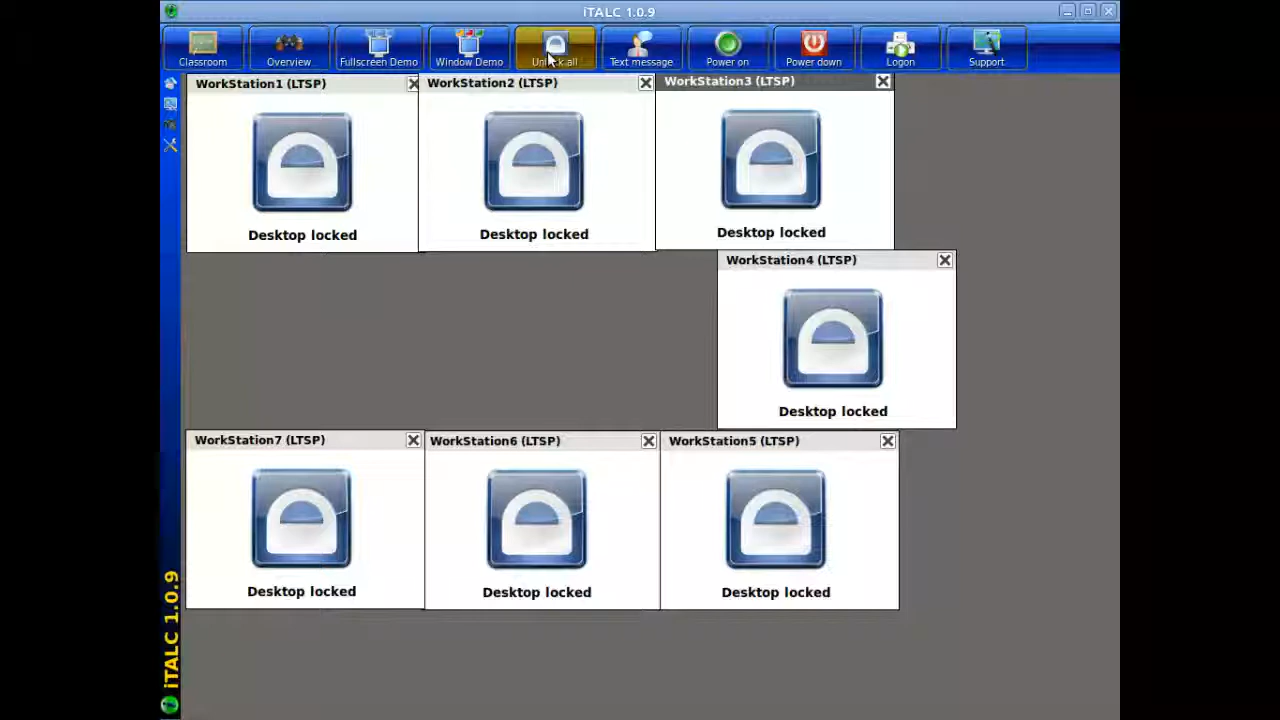 iTALC 1.0.9
Classroom
Overview
Fullscreen Demo
Window Demo
Text message
Power on
Power down
Logon
Support
WorkStation1 (LTSP)
Desktop locked
WorkStation2 (LTSP)
Desktop locked
WorkStation3 (LTSP)
Desktop locked
WorkStation4 (LTSP)
Desktop locked
WorkStation7 (LTSP)
Desktop locked
WorkStation6 (LTSP)
Desktop locked
WorkStation5 (LTSP)
Desktop locked
iTALC 1.0.9